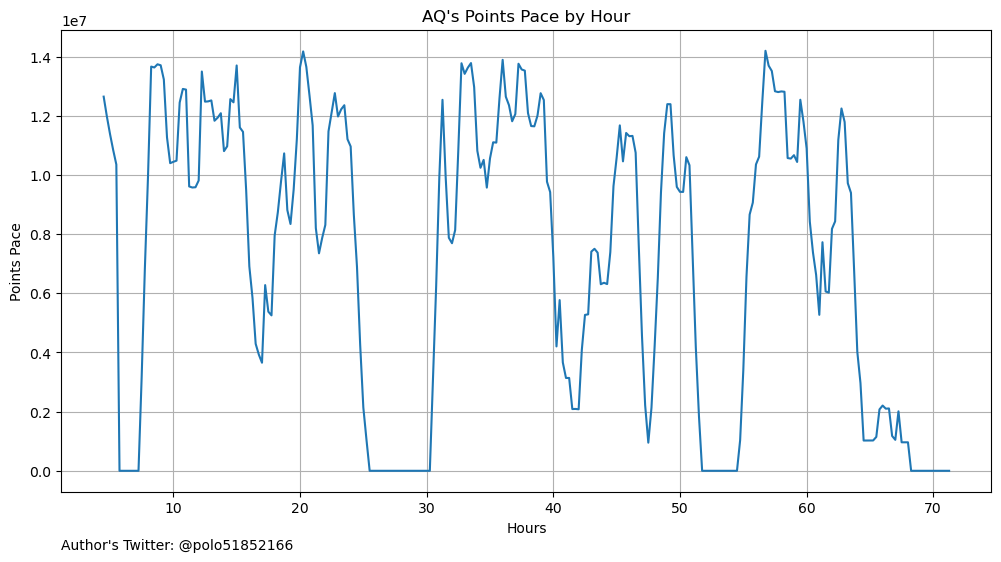 AQ's Points Pace by Hour
1e7
1.4
1.2
1.0
0.8
0.6
0.4
0.2
0.0
Points Pace
10 20 30 40 50 60 70
Hours
Author's Twitter: @polo51852166